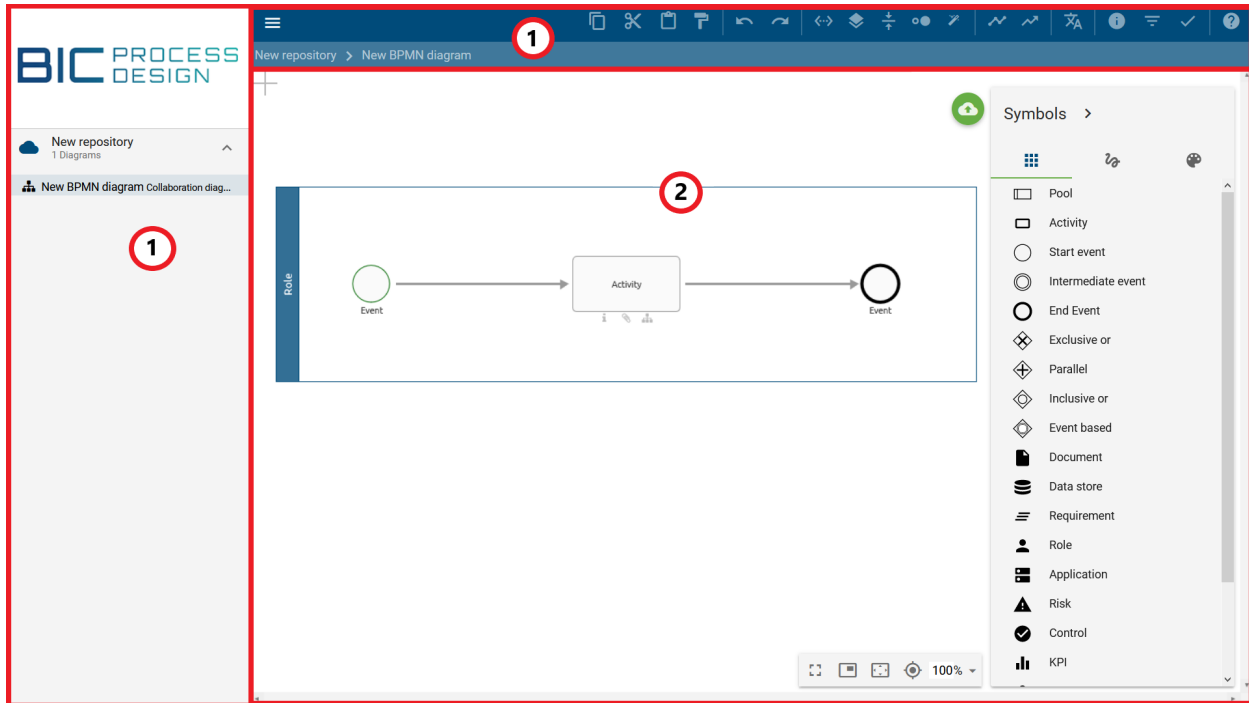 BIC PROCESS
DESIGN
New repository
1 Diagrams
New BPMN diagram Collaboration diag...
1
1
New repository > New BPMN diagram
2
Role
Event
Activity
Event
Symbols >
Pool
Activity
Start event
Intermediate event
End Event
Exclusive or
Parallel
Inclusive or
Event based
Document
Data store
Requirement
Role
Application
Risk
Control
KPI
100%